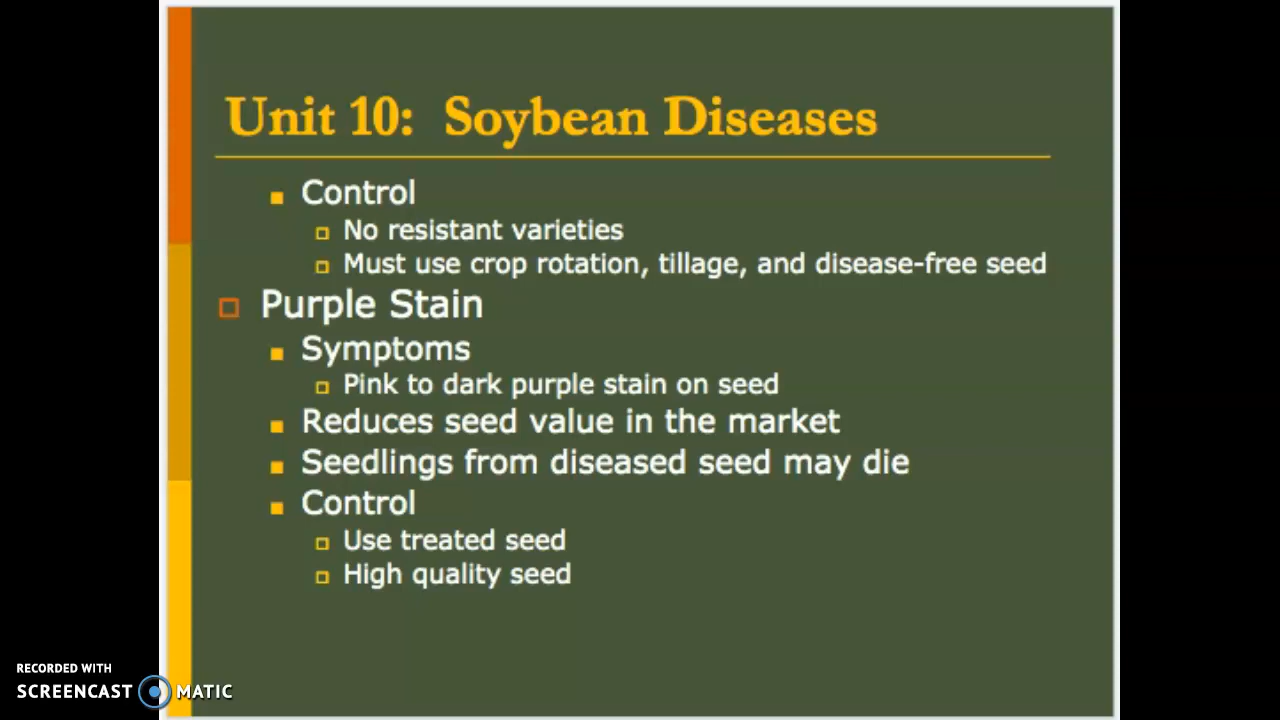 Unit 10: Soybean Diseases
Control
No resistant varieties
Must use crop rotation, tillage, and disease-free seed
Purple Stain
Symptoms
Pink to dark purple stain on seed
Reduces seed value in the market
Seedlings from diseased seed may die
Control
Use treated seed
High quality seed
RECORDED WITH
SCREENCAST MATIC